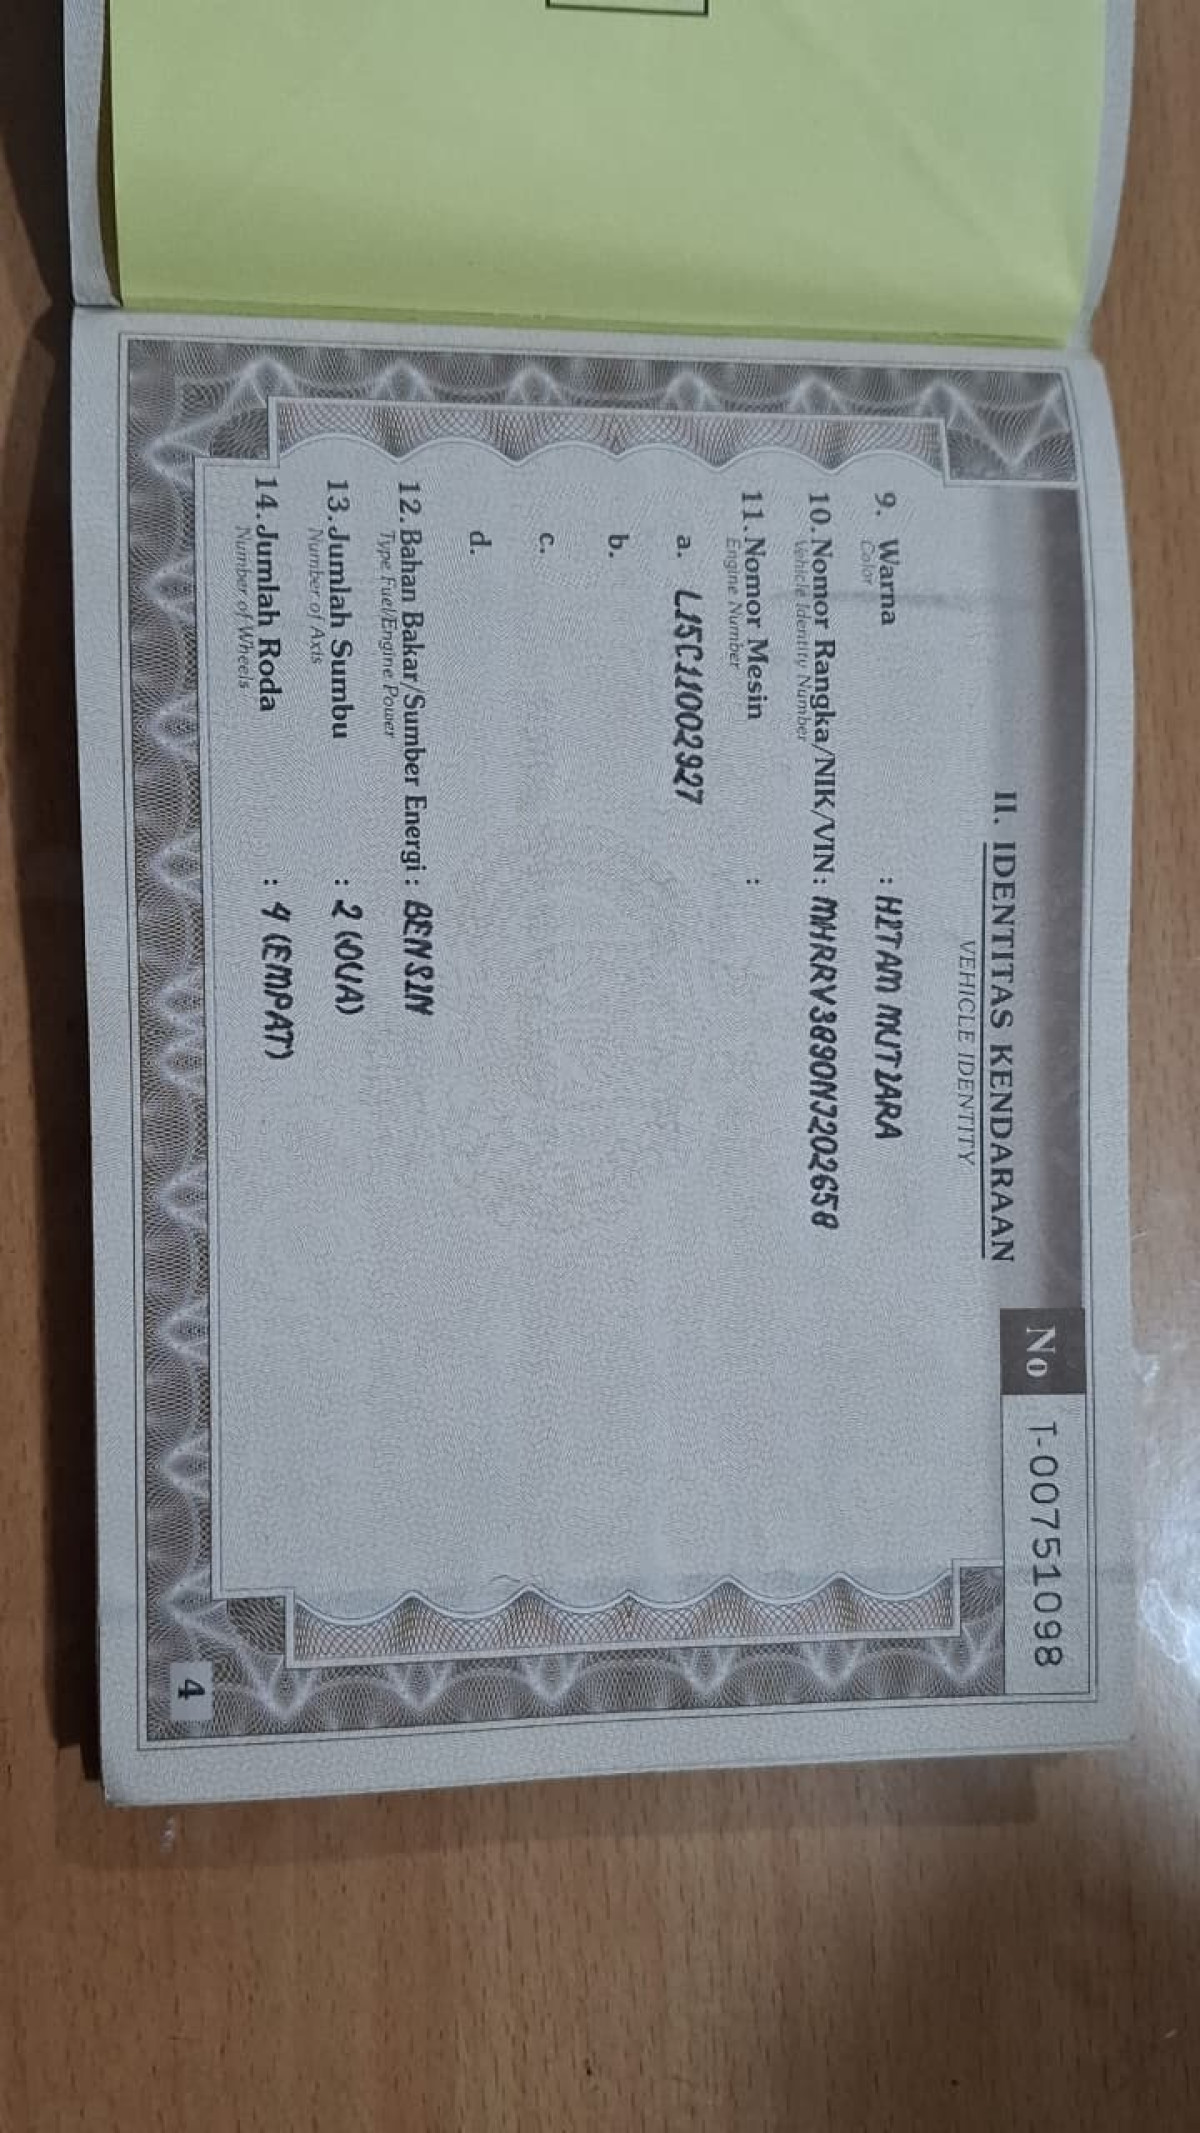 II. IDENTITAS KENDARAAN
VEHICLE IDENTITY
No T-00751098
9. Warna : HITAM MUTIARA
Color
10. Nomor Rangka/NIK/VIN : MHRRV3890NJ202658
Vehicle Identity Number
11. Nomor Mesin :
Engine Number
a. L15C11002927
b.
c.
d.
12. Bahan Bakar/Sumber Energi : BENSIN
Type Fuel/Engine Power
13. Jumlah Sumbu : 2 (DUA)
Number of Axis
14. Jumlah Roda : 4 (EMPAT)
Number of Wheels
4